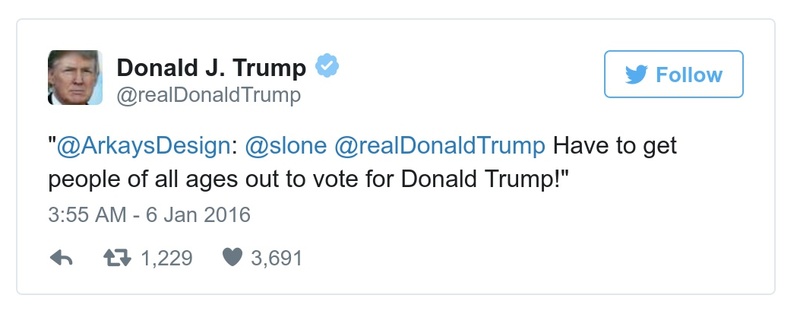 Donald J. Trump
@realDonaldTrump
Follow
"@ArkaysDesign: @slone @realDonaldTrump Have to get
people of all ages out to vote for Donald Trump!"
3:55 AM - 6 Jan 2016
1,229 3,691